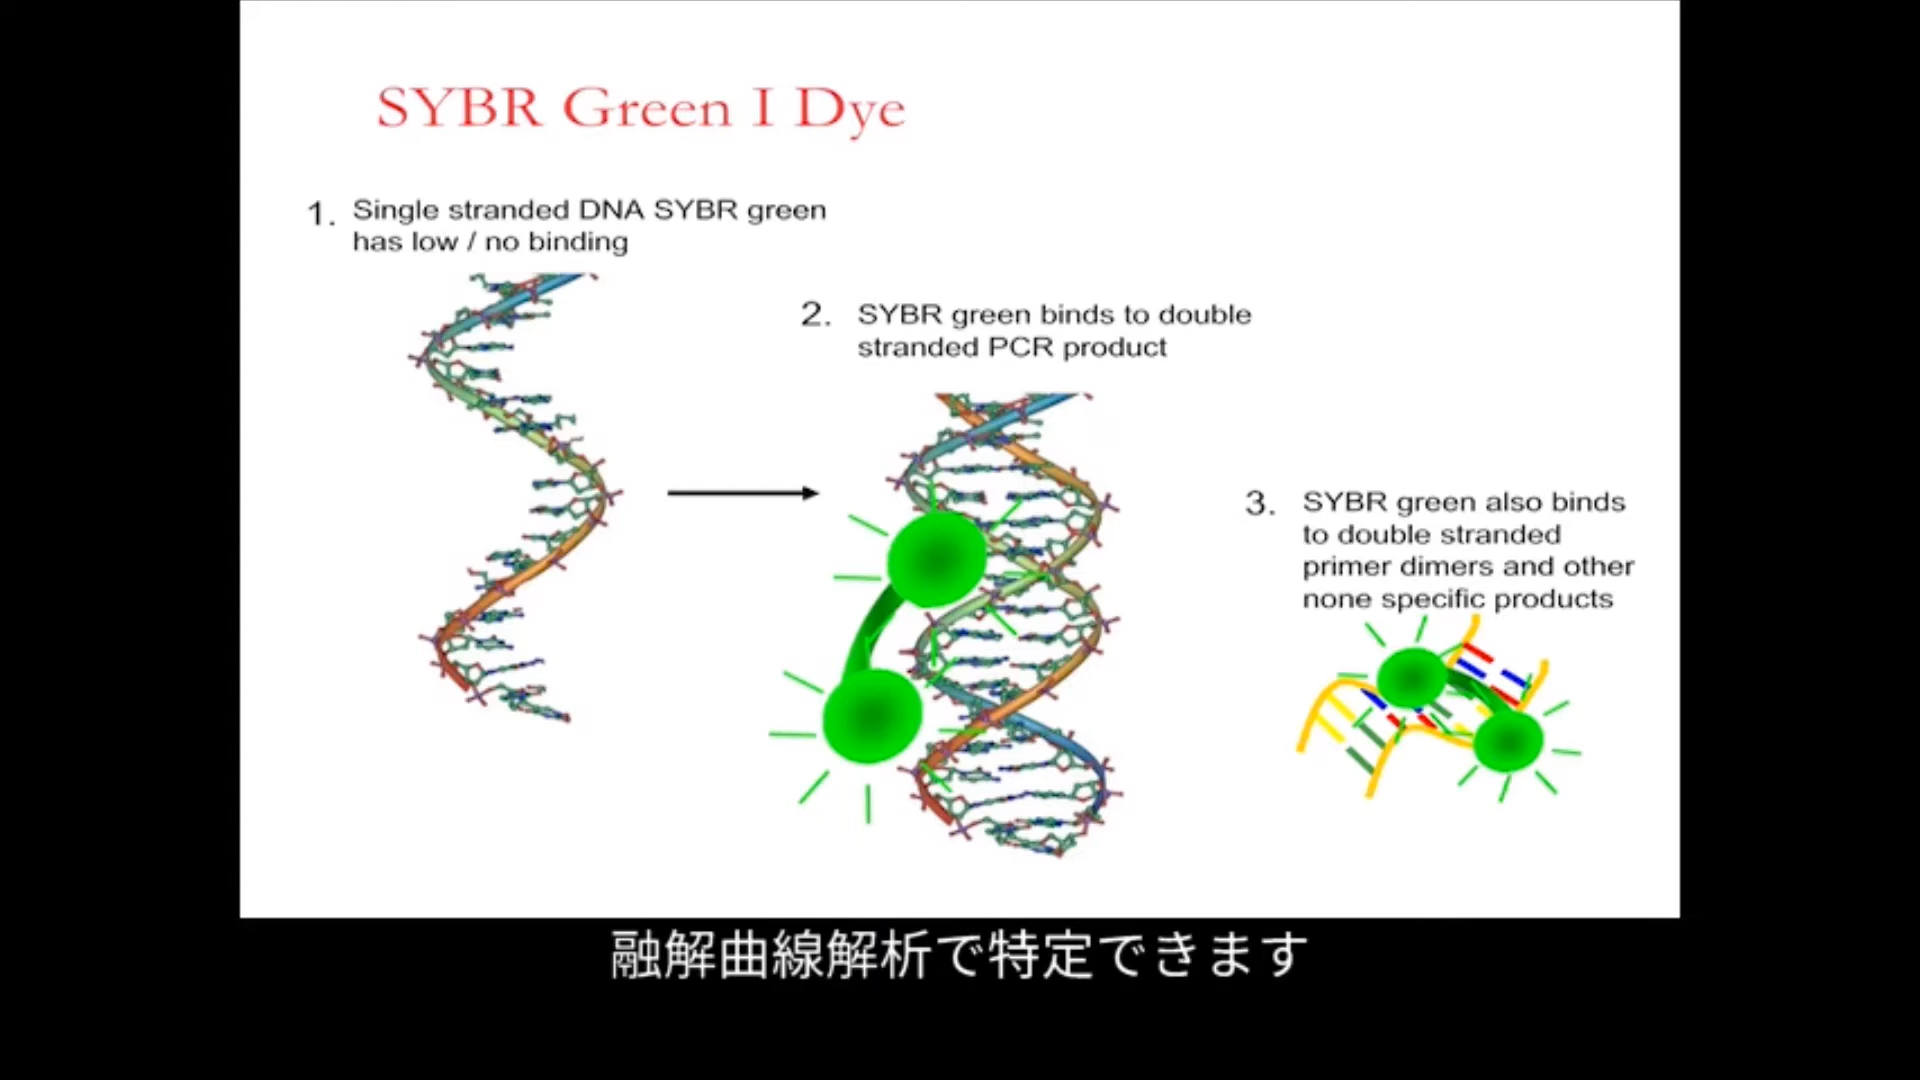 SYBR Green I Dye
1. Single stranded DNA SYBR green
has low / no binding
2. SYBR green binds to double
stranded PCR product
3. SYBR green also binds
to double stranded
primer dimers and other
none specific products
融解曲線解析で特定できます